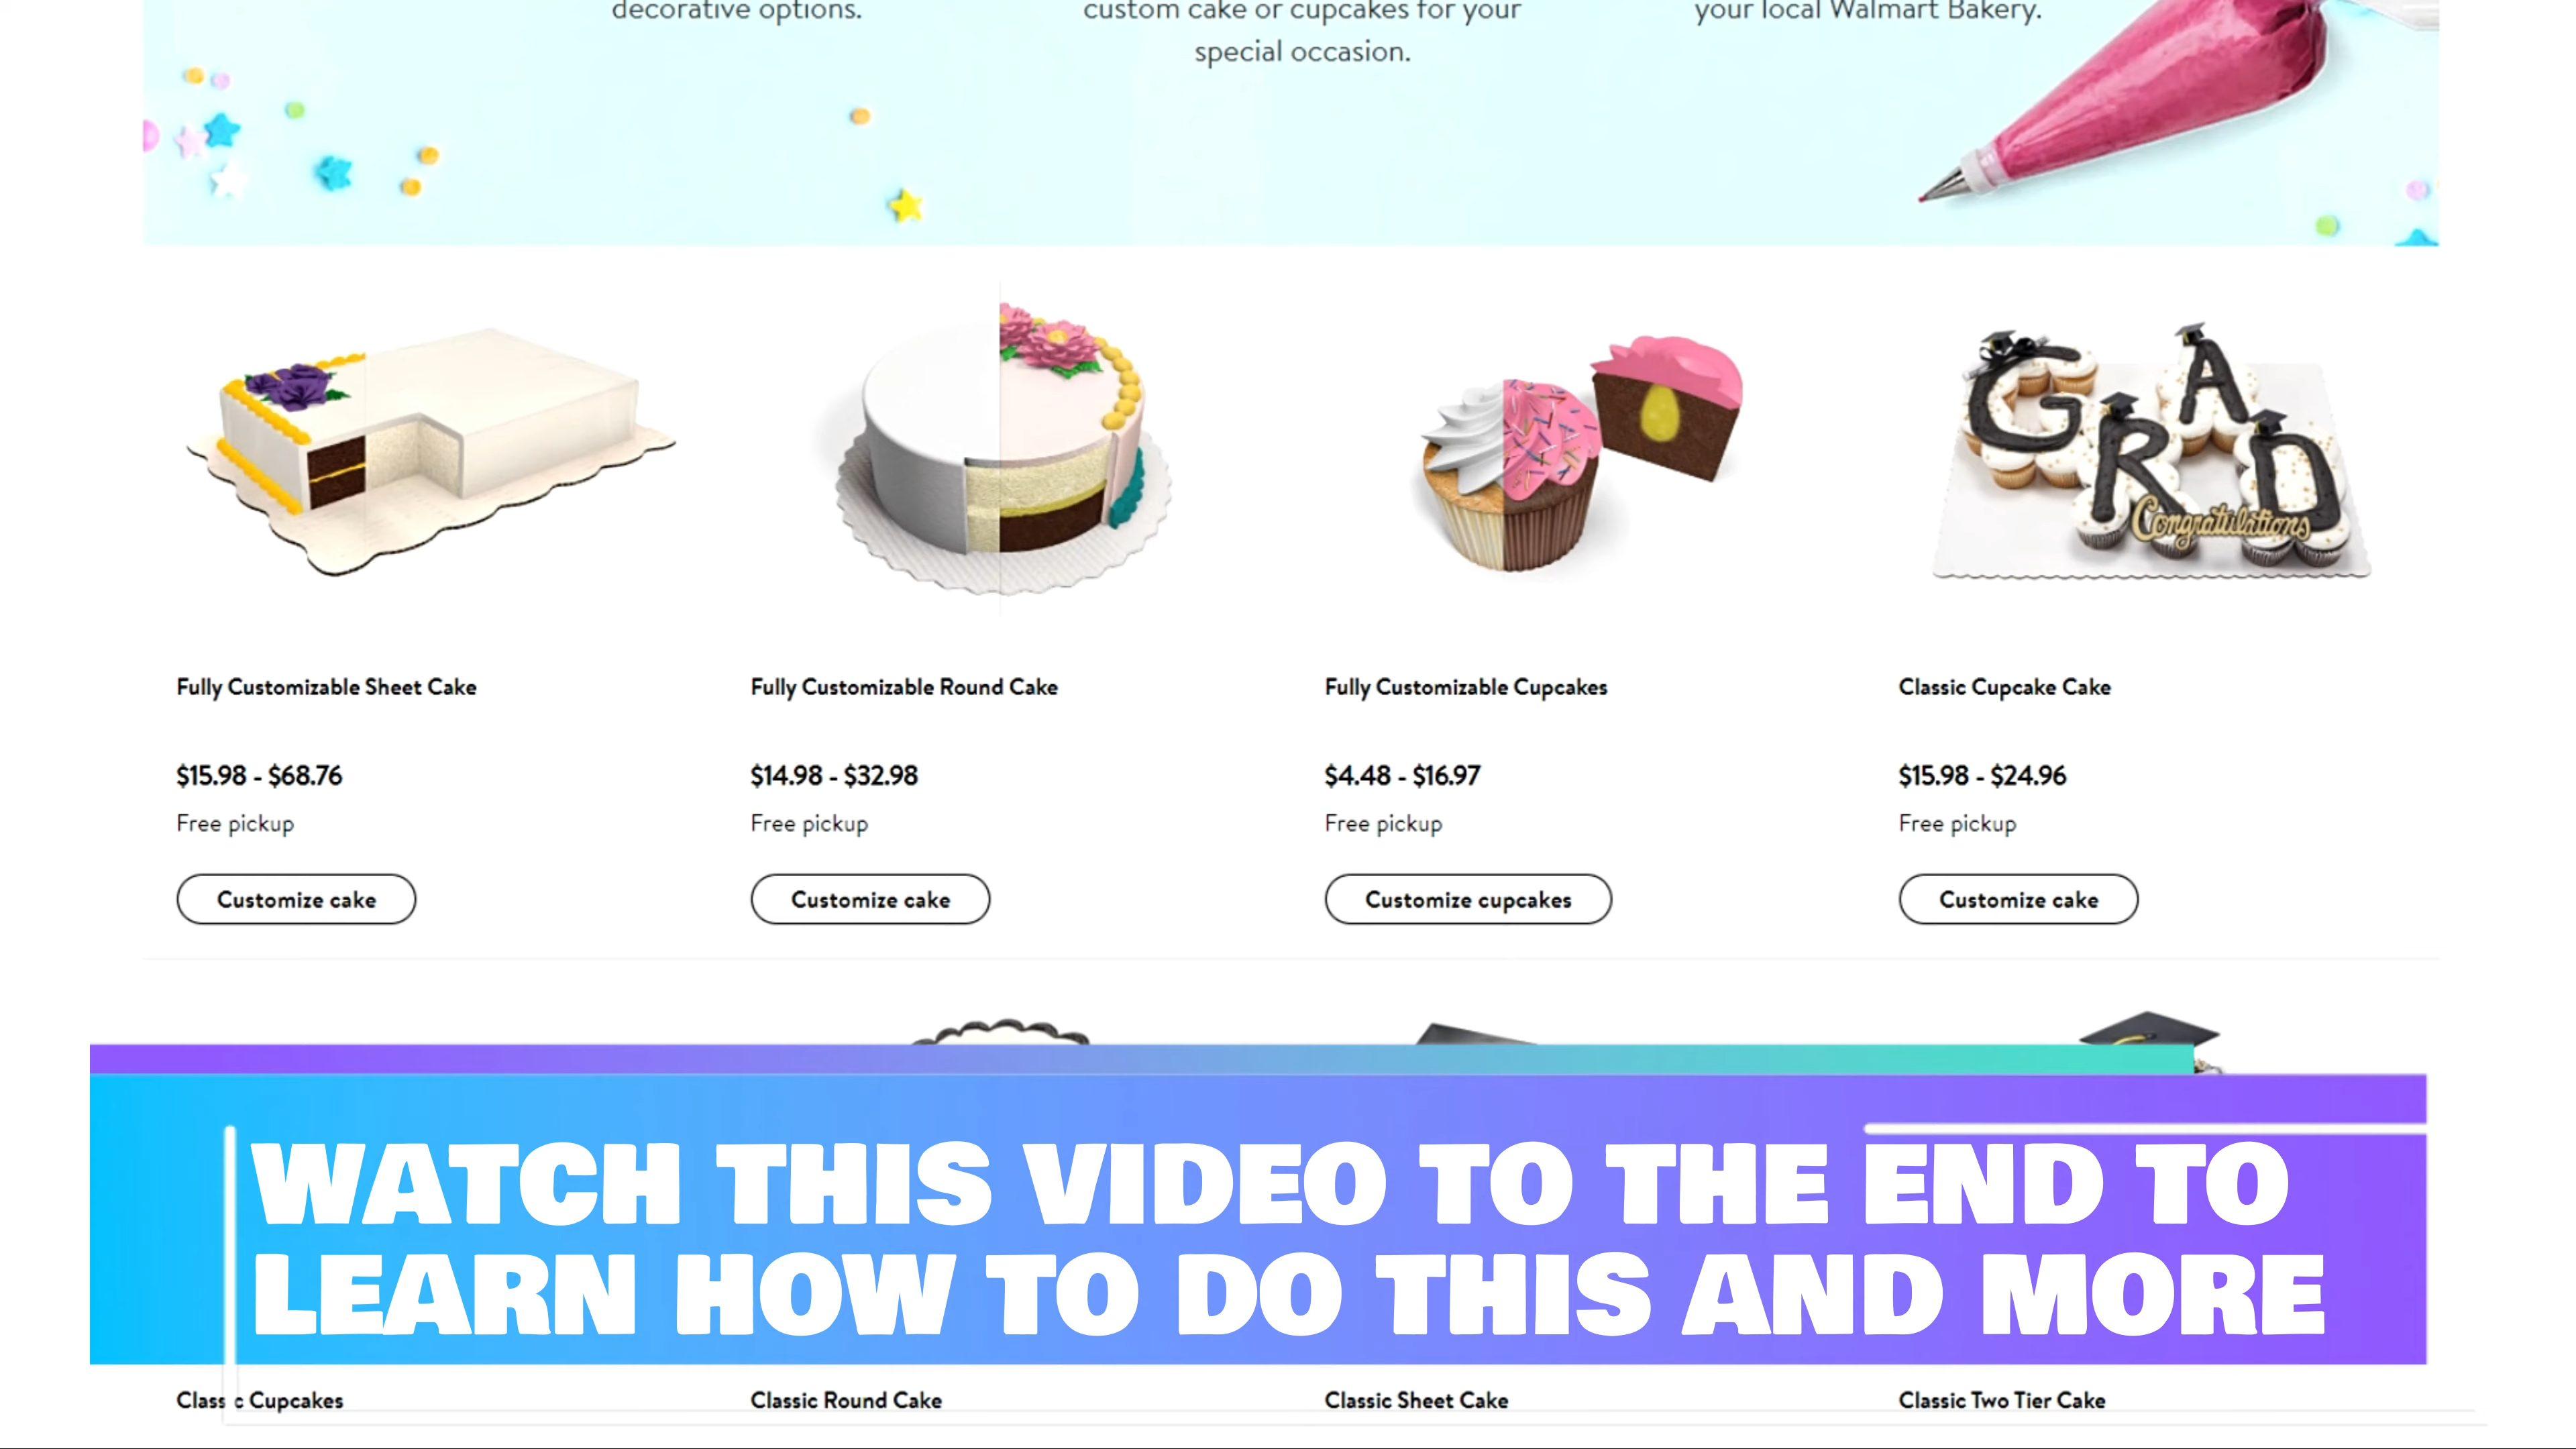 decorative options.
custom cake or cupcakes for your
special occasion.
your local Walmart Bakery.
GRAD
Congratulations
Fully Customizable Sheet Cake
$15.98 - $68.76
Free pickup
Customize cake
Fully Customizable Round Cake
$14.98 - $32.98
Free pickup
Customize cake
Fully Customizable Cupcakes
$4.48 - $16.97
Free pickup
Customize cupcakes
Classic Cupcake Cake
$15.98 - $24.96
Free pickup
Customize cake
WATCH THIS VIDEO TO THE END TO
LEARN HOW TO DO THIS AND MORE
Classic Cupcakes
Classic Round Cake
Classic Sheet Cake
Classic Two Tier Cake